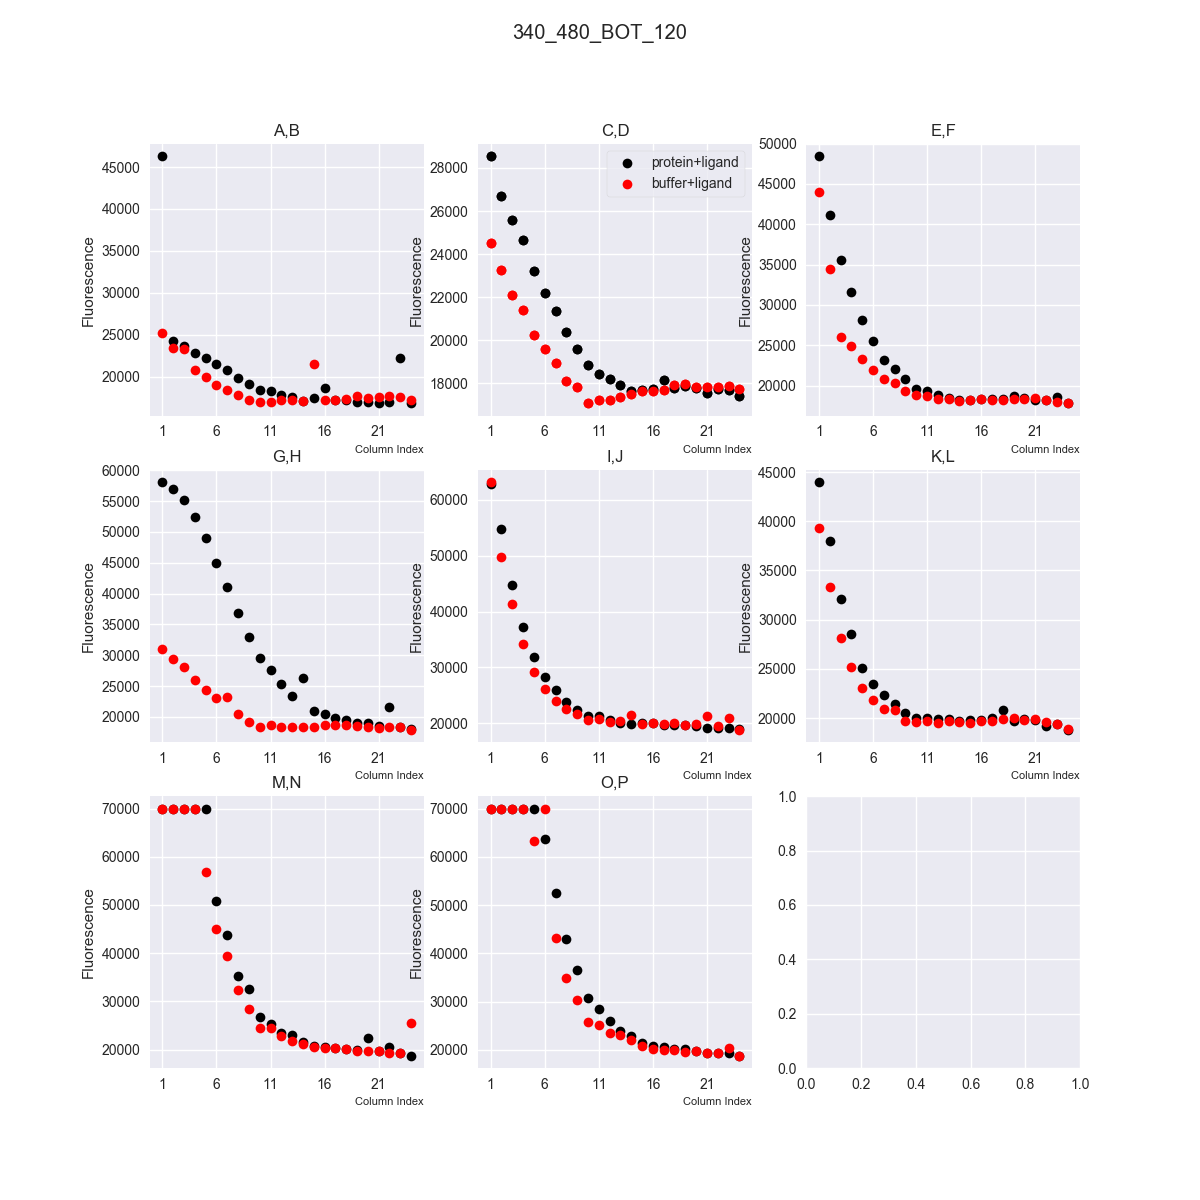 340_480_BOT_120
A,B
Fluorescence
45000
40000
35000
30000
25000
20000
1 6 11 16 21
Column Index
C,D
Fluorescence
28000
26000
24000
22000
20000
18000
protein+ligand
buffer+ligand
1 6 11 16 21
Column Index
E,F
Fluorescence
50000
45000
40000
35000
30000
25000
20000
1 6 11 16 21
Column Index
G,H
Fluorescence
60000
55000
50000
45000
40000
35000
30000
25000
20000
1 6 11 16 21
Column Index
I,J
Fluorescence
60000
50000
40000
30000
20000
1 6 11 16 21
Column Index
K,L
Fluorescence
45000
40000
35000
30000
25000
20000
1 6 11 16 21
Column Index
M,N
Fluorescence
70000
60000
50000
40000
30000
20000
1 6 11 16 21
Column Index
O,P
Fluorescence
70000
60000
50000
40000
30000
20000
1 6 11 16 21
Column Index
1.0
0.8
0.6
0.4
0.2
0.0
0.0 0.2 0.4 0.6 0.8 1.0